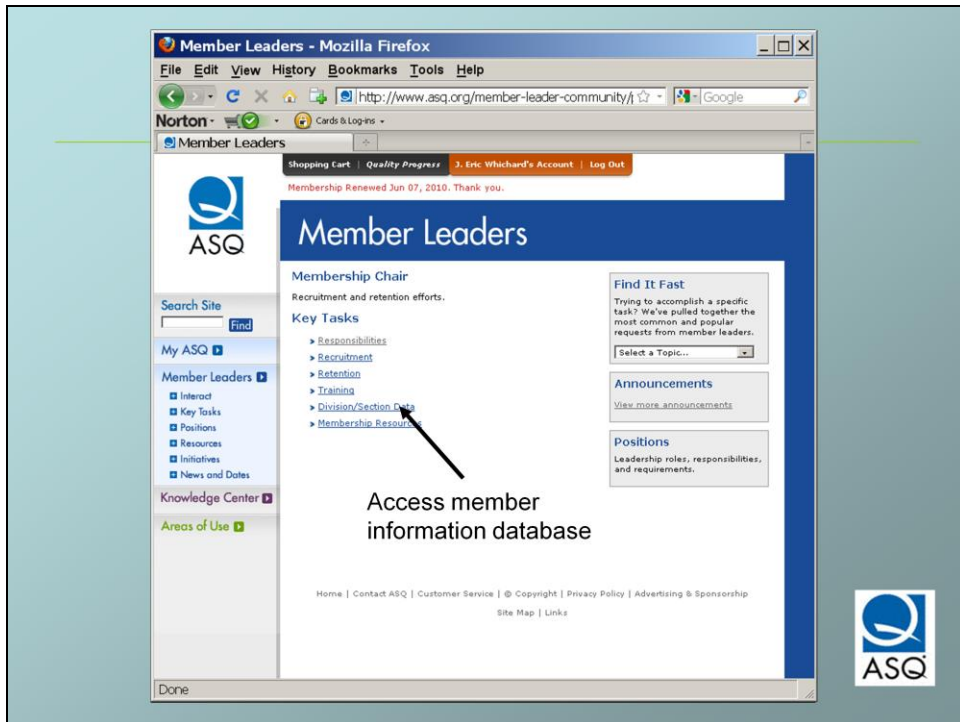 Member Leaders - Mozilla Firefox
File Edit View History Bookmarks Tools Help
http://www.asq.org/member-leader-community/ Google
Norton - Cards & Log-ins
Member Leaders
Shopping Cart | Quality Progress J. Eric Whichard's Account | Log Out
Membership Renewed Jun 07, 2010. Thank you.
ASQ
Member Leaders
Search Site
Find
My ASQ
Member Leaders
Interact
Key Tasks
Positions
Resources
Initiatives
News and Dates
Knowledge Center
Areas of Use
Membership Chair
Recruitment and retention efforts.
Key Tasks
> Responsibilities
> Recruitment
> Retention
> Training
> Division/Section Data
> Membership Resources
Access member
information database
Find It Fast
Trying to accomplish a specific
task? We've pulled together the
most common and popular
requests from member leaders.
Select a Topic...
Announcements
View more announcements
Positions
Leadership roles, responsibilities,
and requirements.
Home | Contact ASQ | Customer Service | © Copyright | Privacy Policy | Advertising & Sponsorship
Site Map | Links
Done
ASQ